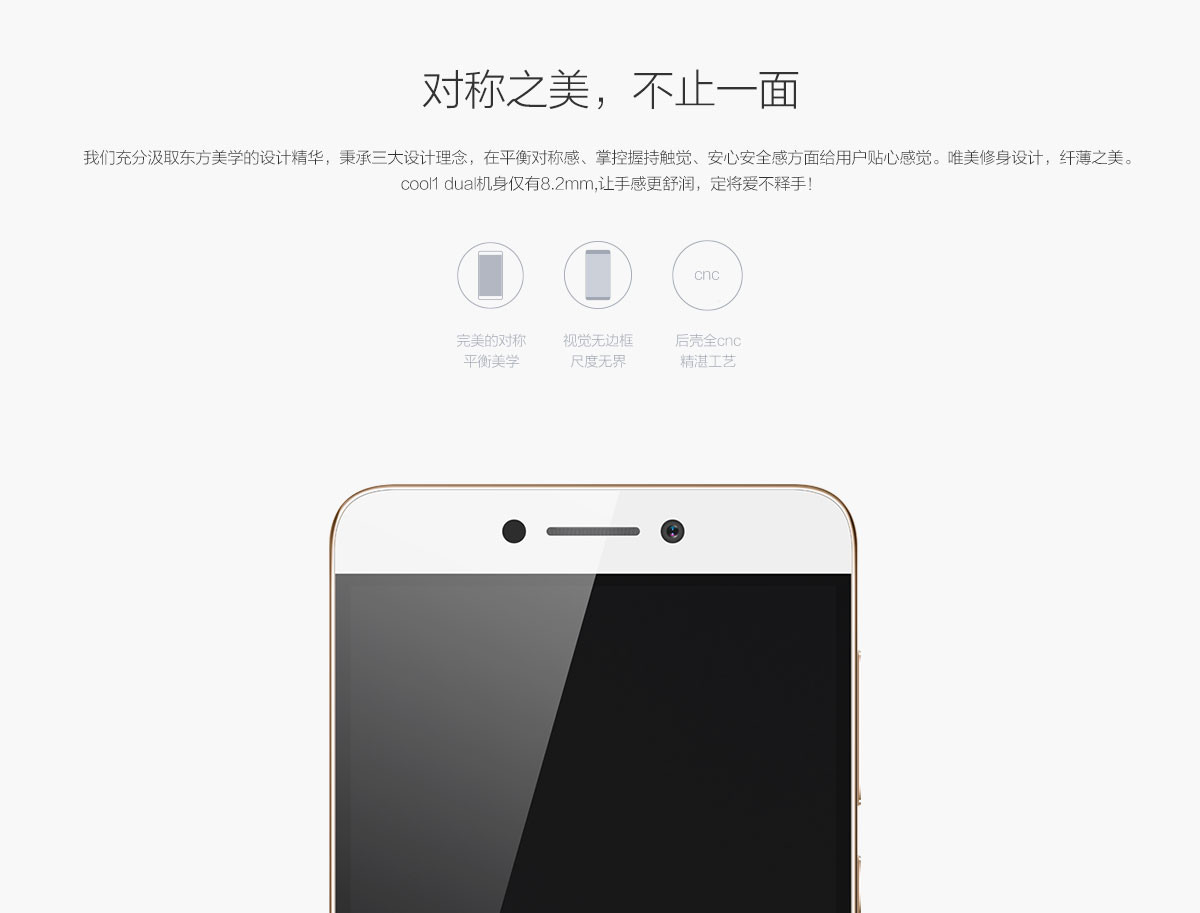 对称之美，不止一面
我们充分汲取东方美学的设计精华，秉承三大设计理念，在平衡对称感、掌控握持触觉、安心安全感方面给用户贴心感觉。唯美修身设计，纤薄之美。
cool1 dual机身仅有8.2mm,让手感更舒润，定将爱不释手！
cnc
完美的对称
平衡美学
视觉无边框
尺度无界
后壳全cnc
精湛工艺